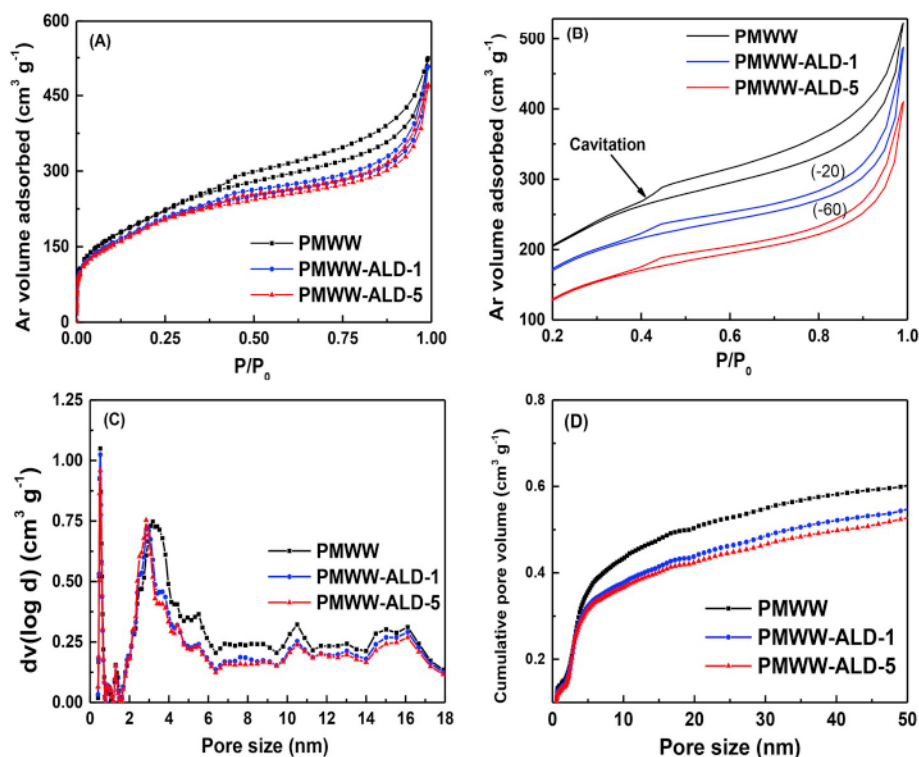 (A)
Ar volume adsorbed (cm³ g⁻¹)
600
450
300
150
0
PMWW
PMWW-ALD-1
PMWW-ALD-5
0.00 0.25 0.50 0.75 1.00
P/P₀
(B)
Ar volume adsorbed (cm³ g⁻¹)
500
400
300
200
100
PMWW
PMWW-ALD-1
PMWW-ALD-5
Cavitation
(-20)
(-60)
0.2 0.4 0.6 0.8 1.0
P/P₀
(C)
dv(log d) (cm³ g⁻¹)
1.25
1.00
0.75
0.50
0.25
0.00
PMWW
PMWW-ALD-1
PMWW-ALD-5
0 2 4 6 8 10 12 14 16 18
Pore size (nm)
(D)
Cumulative pore volume (cm³ g⁻¹)
0.8
0.6
0.4
0.2
PMWW
PMWW-ALD-1
PMWW-ALD-5
0 10 20 30 40 50
Pore size (nm)